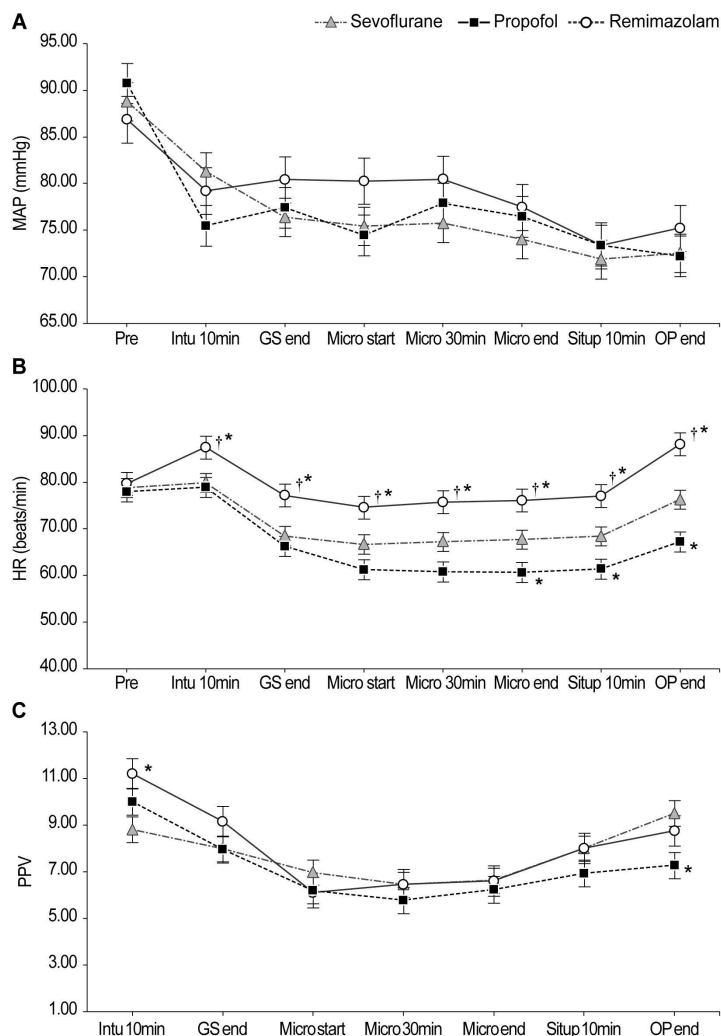 A
Sevoflurane Propofol Remimazolam
95.00
90.00
85.00
80.00
75.00
70.00
65.00
MAP (mmHg)
Pre Intu 10min GS end Micro start Micro 30min Micro end Situp 10min OP end
B
100.00
90.00
80.00
70.00
60.00
50.00
40.00
HR (beats/min)
†* †* †* †* †* †* †*
* * *
Pre Intu 10min GS end Micro start Micro 30min Micro end Situp 10min OP end
C
13.00
11.00
9.00
7.00
5.00
3.00
1.00
PPV
*
*
Intu 10min GS end Micro start Micro 30min Micro end Situp 10min OP end